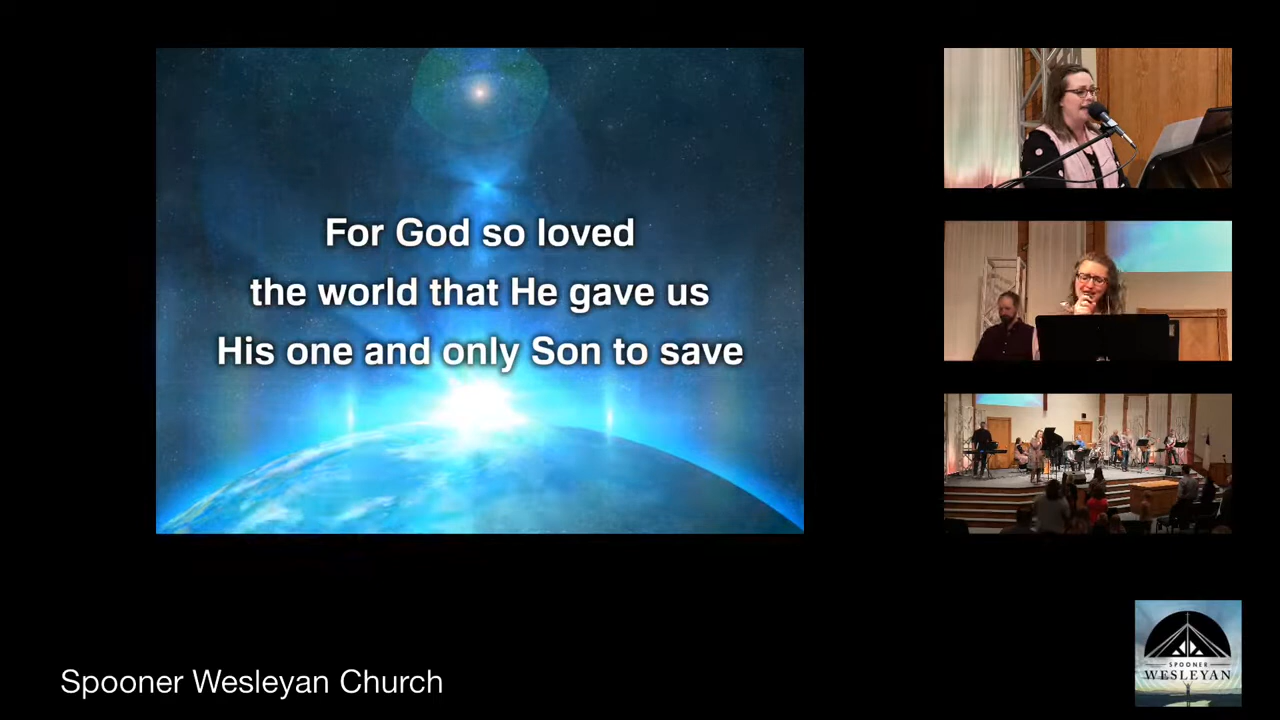 For God so loved
the world that He gave us
His one and only Son to save
Spooner Wesleyan Church
SPOONER
WESLEYAN